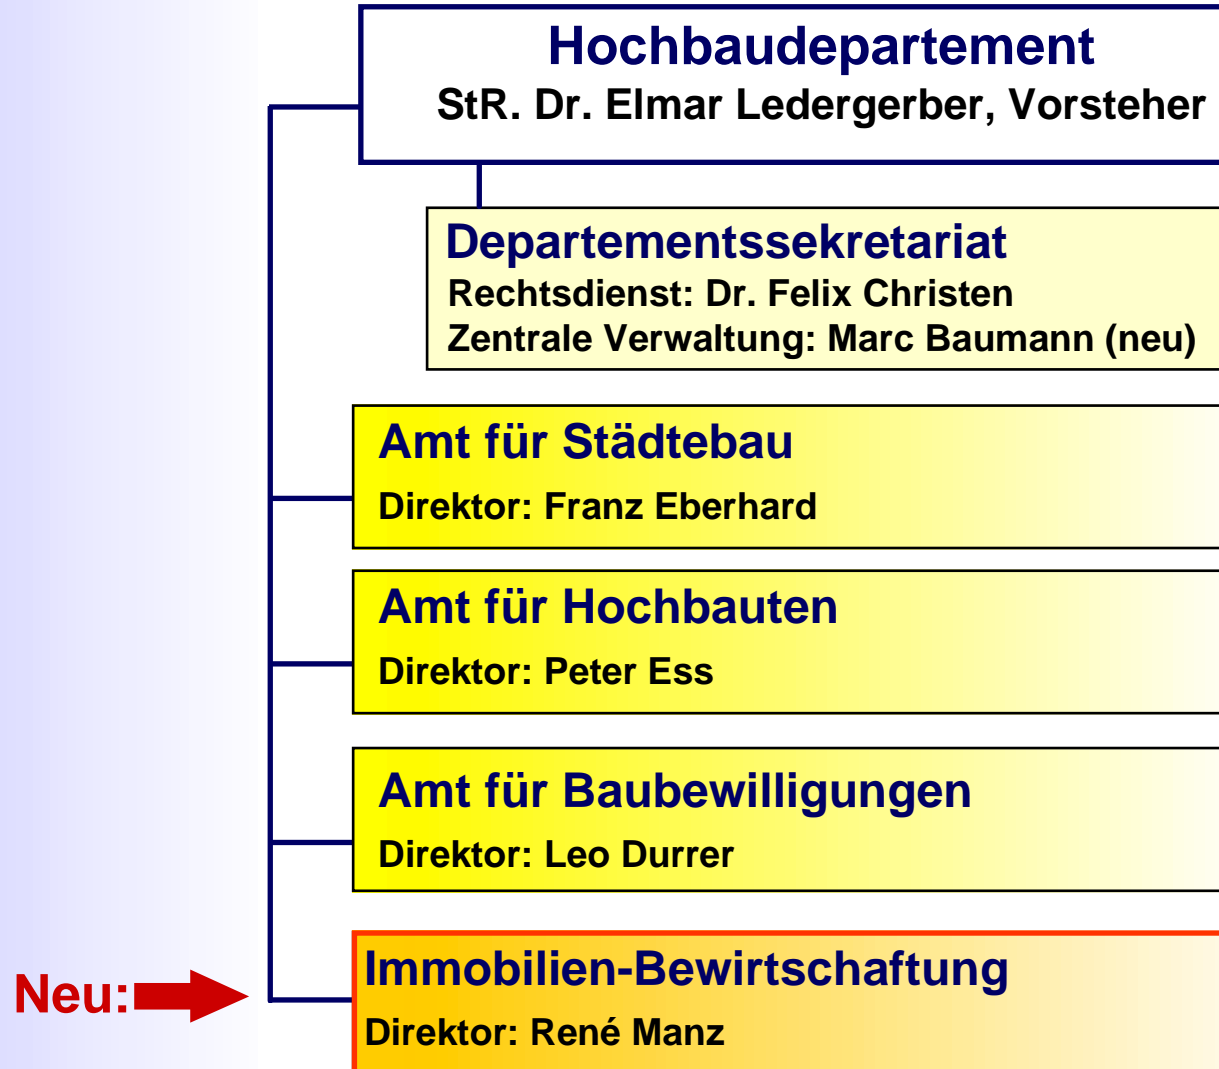 Hochbaudepartement
StR. Dr. Elmar Ledergerber, Vorsteher
Departementssekretariat
Rechtsdienst: Dr. Felix Christen
Zentrale Verwaltung: Marc Baumann (neu)
Amt für Städtebau
Direktor: Franz Eberhard
Amt für Hochbauten
Direktor: Peter Ess
Amt für Baubewilligungen
Direktor: Leo Durrer
Neu:
Immobilien-Bewirtschaftung
Direktor: René Manz